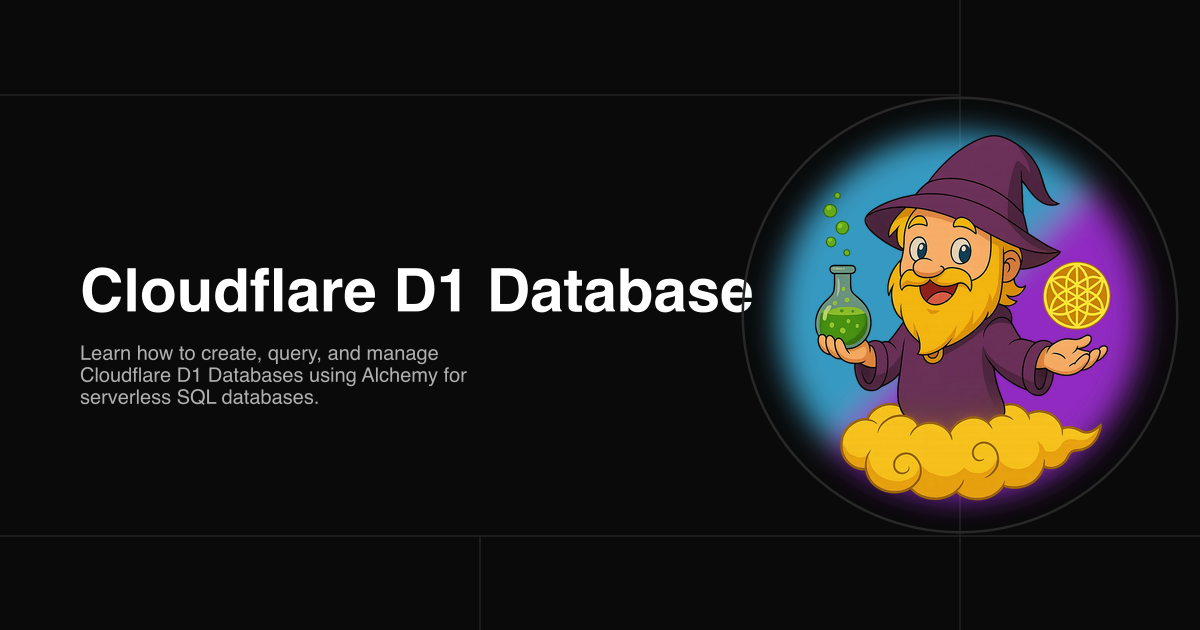 Cloudflare D1 Database
Learn how to create, query, and manage
Cloudflare D1 Databases using Alchemy for
serverless SQL databases.